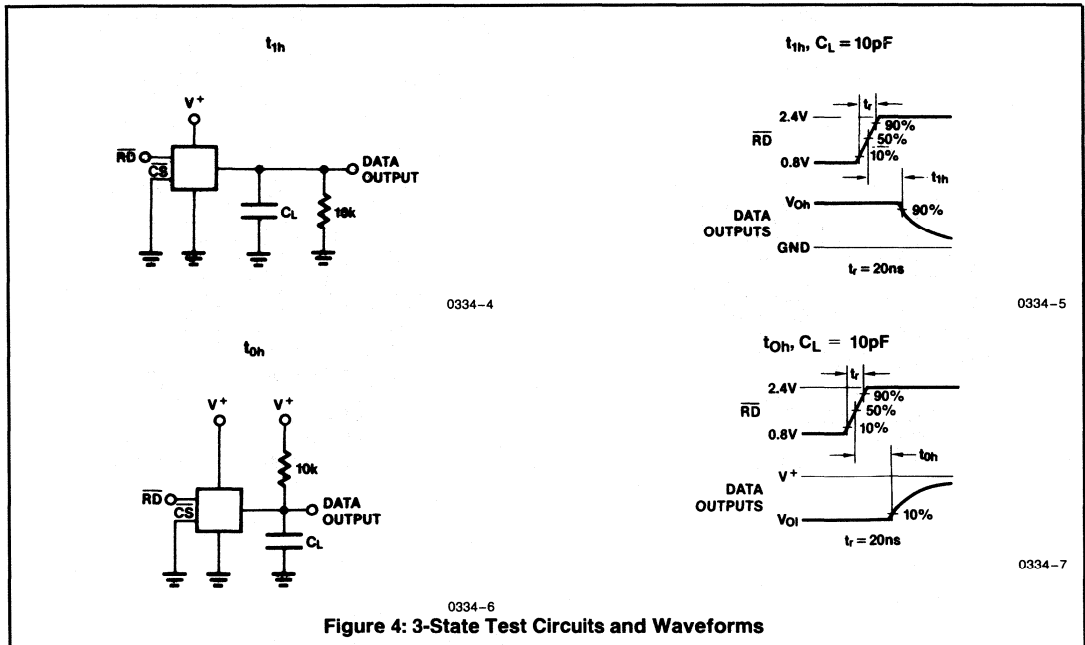 t1h
V+
RD
CS
DATA
OUTPUT
CL
10k
0334-4
t1h, CL = 10pF
tr
2.4V
90%
50%
10%
RD
0.8V
t1h
VOh
90%
DATA
OUTPUTS
GND
tr = 20ns
0334-5
t0h
V+
V+
10k
RD
CS
DATA
OUTPUT
CL
0334-6
tOh, CL = 10pF
tr
2.4V
90%
50%
10%
RD
0.8V
t0h
V+
DATA
OUTPUTS
VOl
10%
tr = 20ns
0334-7
Figure 4: 3-State Test Circuits and Waveforms